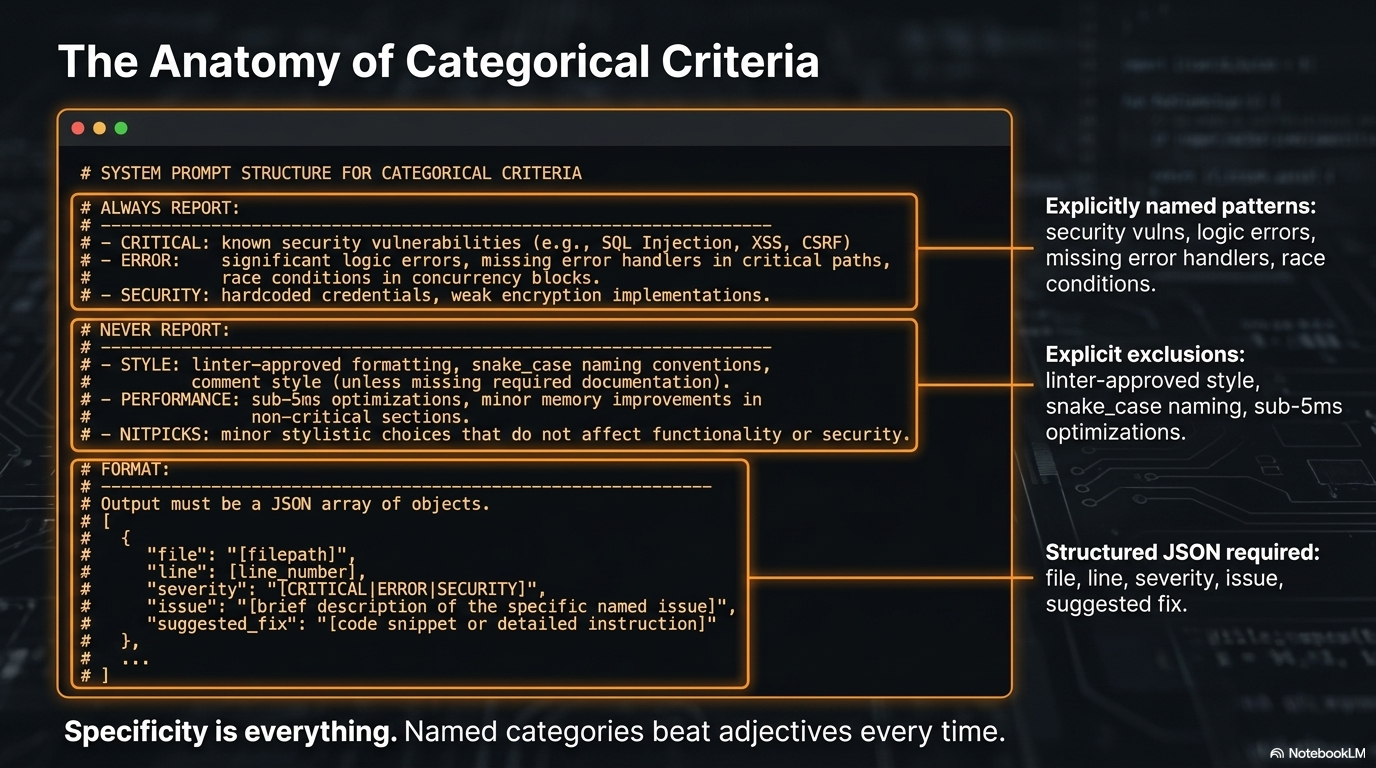 The Anatomy of Categorical Criteria
# SYSTEM PROMPT STRUCTURE FOR CATEGORICAL CRITERIA
# ALWAYS REPORT:
# ------------------------------------------------------------------
# - CRITICAL: known security vulnerabilities (e.g., SQL Injection, XSS, CSRF)
# - ERROR: significant logic errors, missing error handlers in critical paths,
# race conditions in concurrency blocks.
# - SECURITY: hardcoded credentials, weak encryption implementations.
# NEVER REPORT:
# ------------------------------------------------------------------
# - STYLE: linter-approved formatting, snake_case naming conventions,
# comment style (unless missing required documentation).
# - PERFORMANCE: sub-5ms optimizations, minor memory improvements in
# non-critical sections.
# - NITPICKS: minor stylistic choices that do not affect functionality or security.
# FORMAT:
# ------------------------------------------------------------
# Output must be a JSON array of objects.
# [
# {
# "file": "[filepath]",
# "line": [line_number],
# "severity": "[CRITICAL|ERROR|SECURITY]",
# "issue": "[brief description of the specific named issue]",
# "suggested_fix": "[code snippet or detailed instruction]"
# },
# ...
# ]
Explicitly named patterns:
security vulns, logic errors,
missing error handlers, race
conditions.
Explicit exclusions:
linter-approved style,
snake_case naming, sub-5ms
optimizations.
Structured JSON required:
file, line, severity, issue,
suggested fix.
Specificity is everything. Named categories beat adjectives every time.
NotebookLM